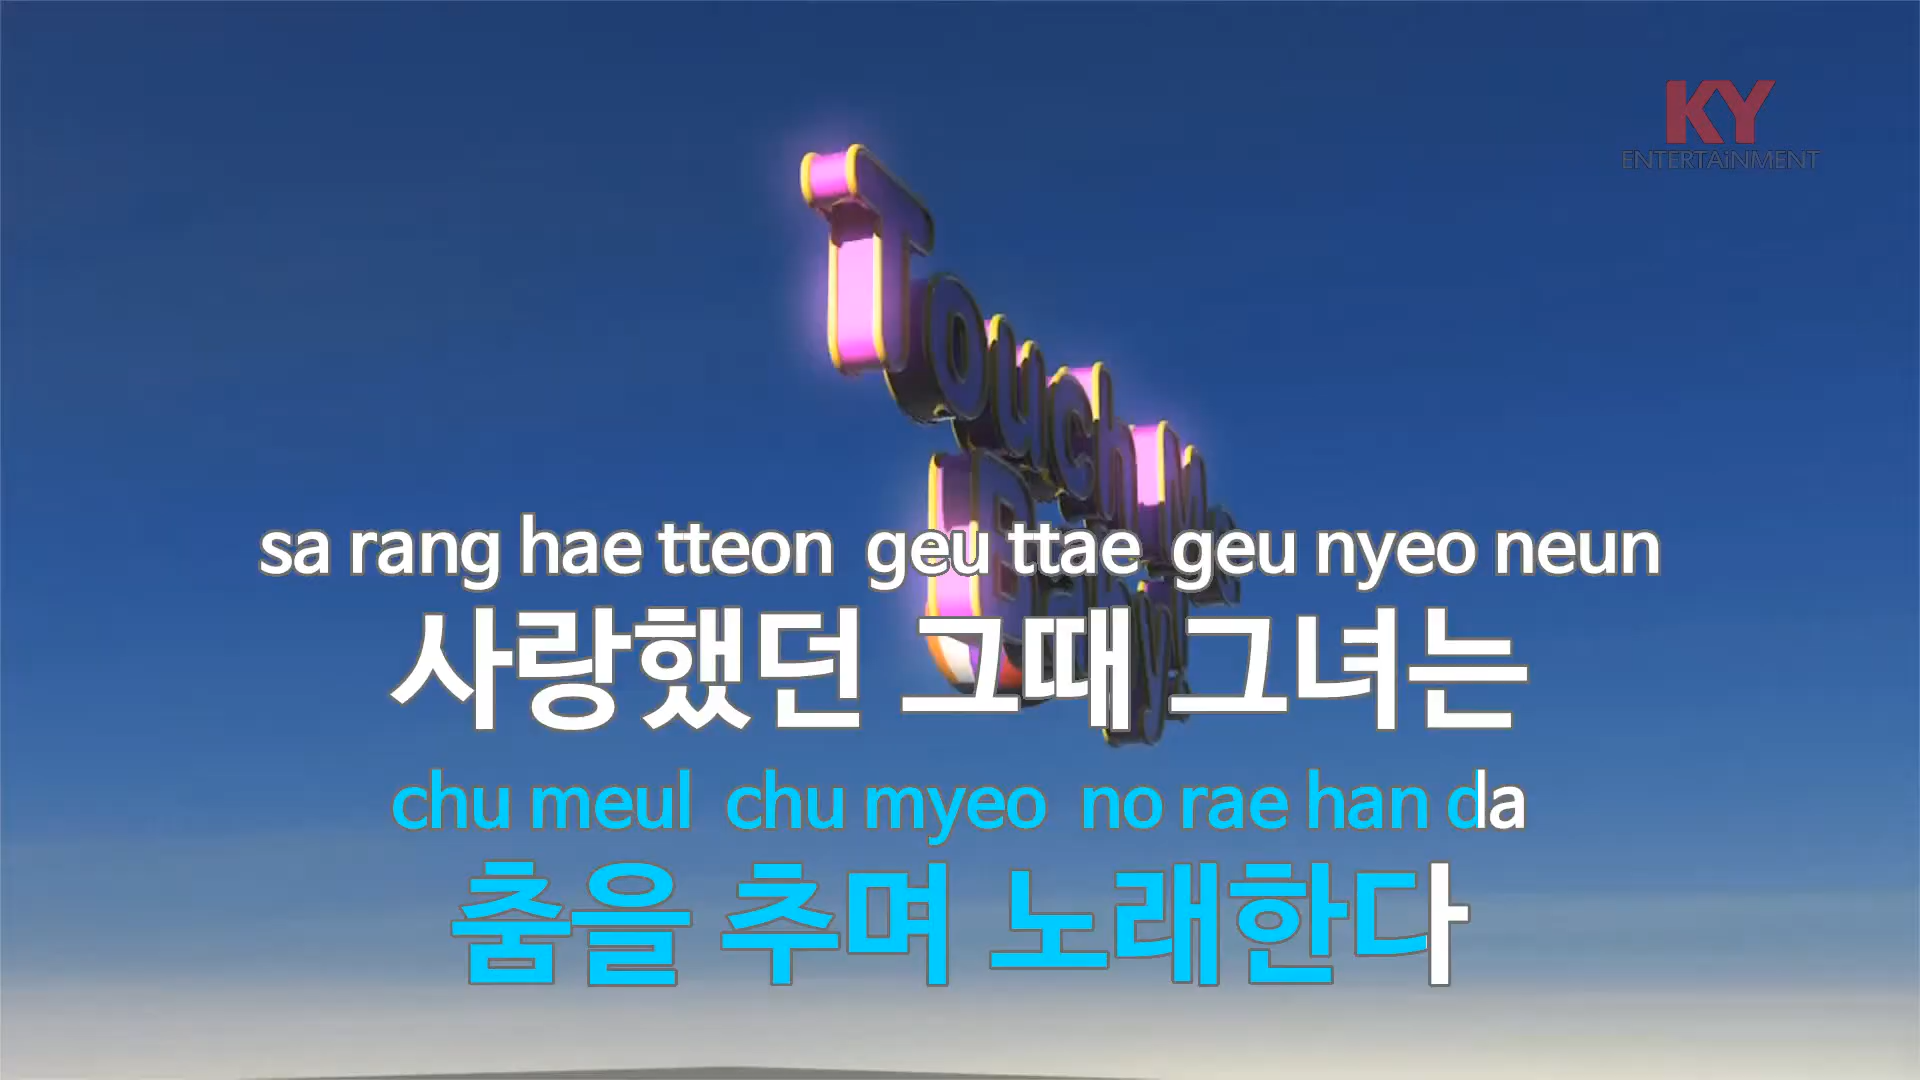 KY
ENTERTAiNMENT
Touch Me
Baby!
sa rang hae tteon geu ttae geu nyeo neun
사랑했던 그때 그녀는
chu meul chu myeo no rae han da
춤을 추며 노래한다